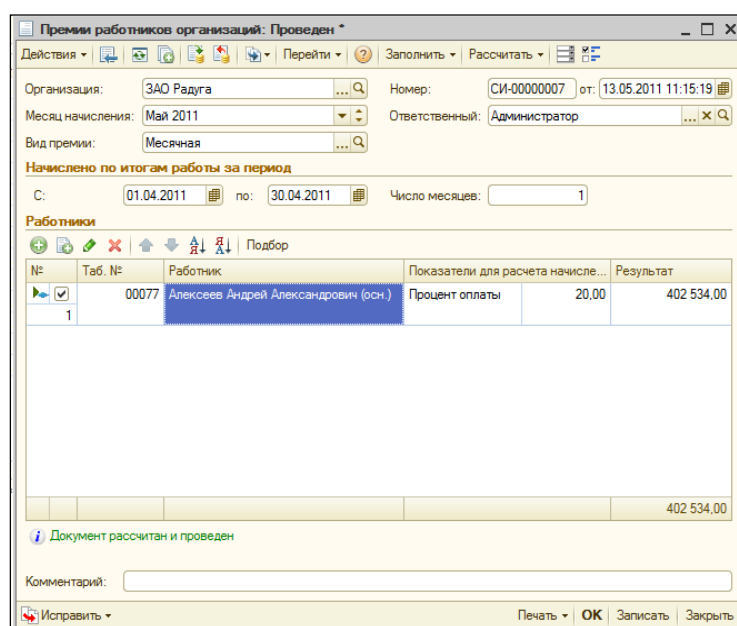 Премии работников организаций: Проведен *
Действия Перейти Заполнить Рассчитать
Организация: ЗАО Радуга ... Номер: СИ-00000007 от: 13.05.2011 11:15:19
Месяц начисления: Май 2011 Ответственный: Администратор ...
Вид премии: Месячная ...
Начислено по итогам работы за период
С: 01.04.2011 по: 30.04.2011 Число месяцев: 1
Работники
Подбор
№ Таб. № Работник Показатели для расчета начисле... Результат
00077 Алексеев Андрей Александрович (осн.) Процент оплаты 20,00 402 534,00
1
402 534,00
Документ рассчитан и проведен
Комментарий:
Исправить Печать OK Записать Закрыть